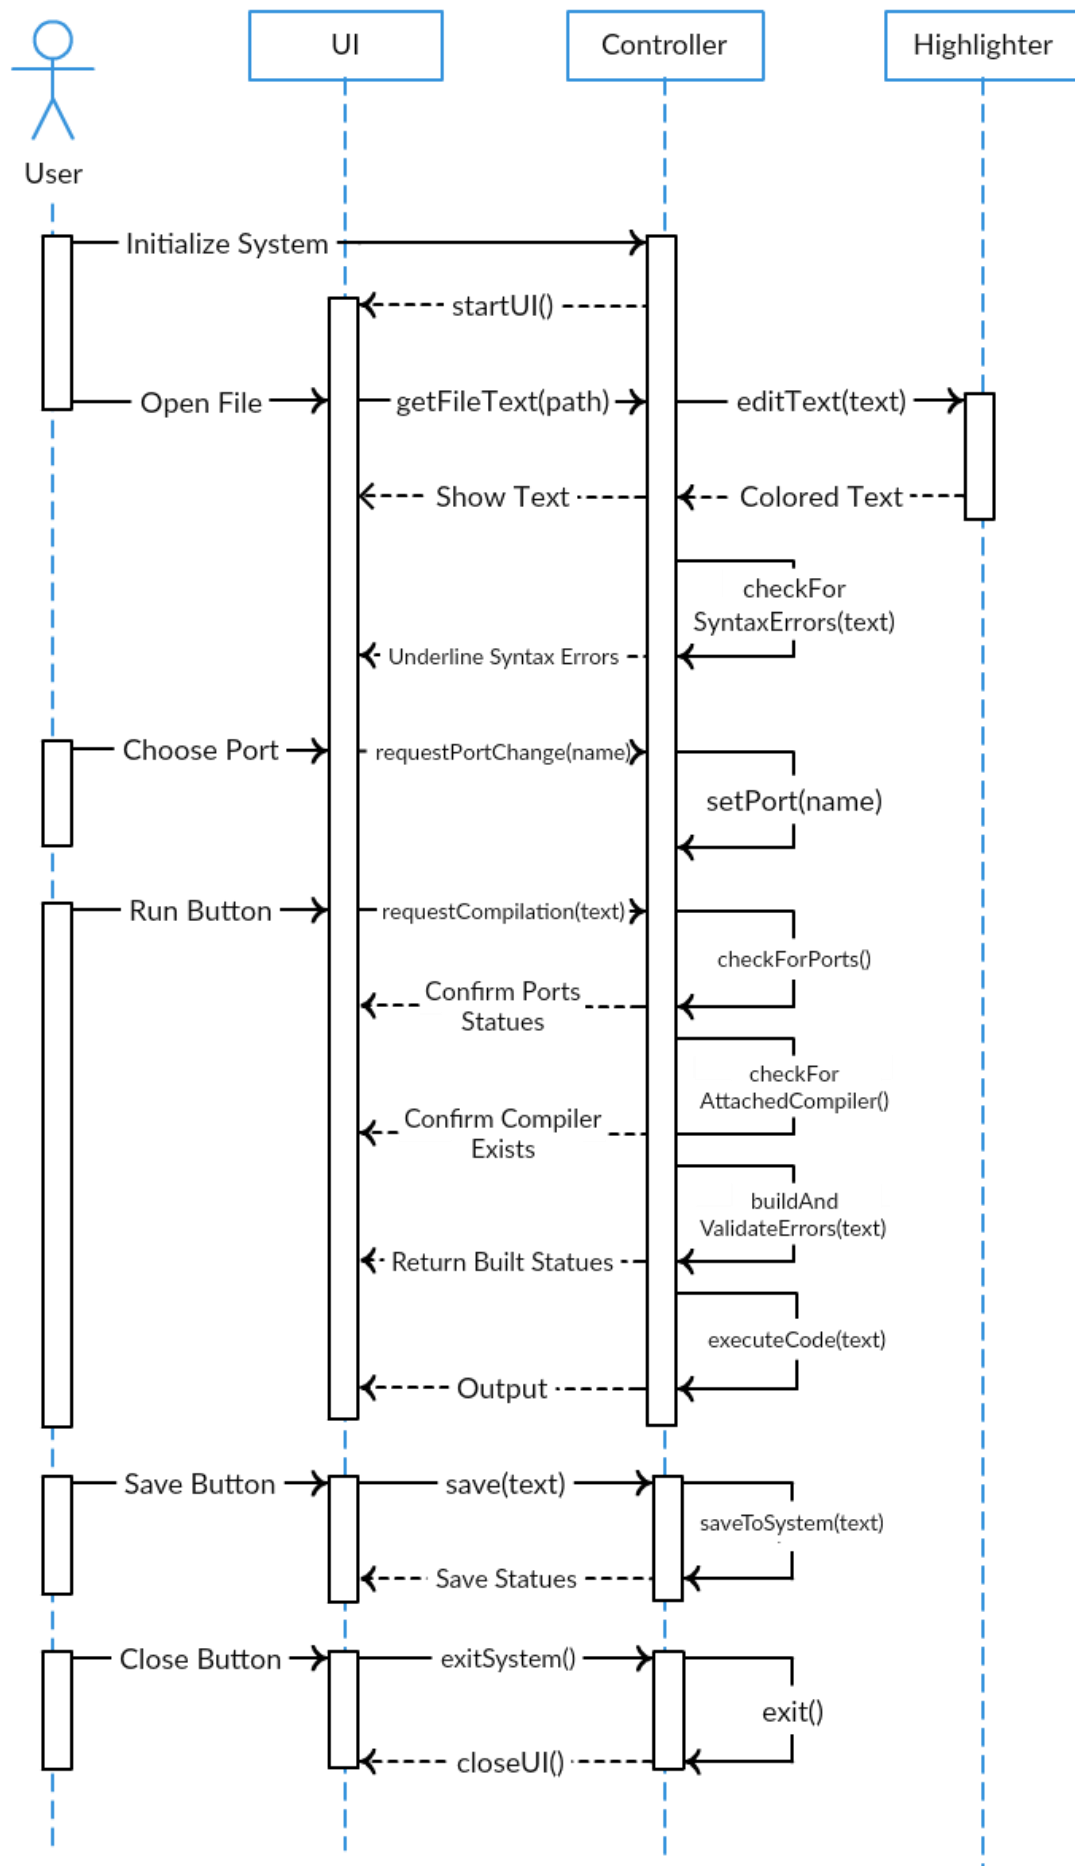 UI
Controller
Highlighter
User
Initialize System
startUI()
Open File
getFileText(path)
editText(text)
Show Text
Colored Text
checkFor
SyntaxErrors(text)
Underline Syntax Errors
Choose Port
requestPortChange(name)
setPort(name)
Run Button
requestCompilation(text)
checkForPorts()
Confirm Ports
Statues
checkFor
AttachedCompiler()
Confirm Compiler
Exists
buildAnd
ValidateErrors(text)
Return Built Statues
executeCode(text)
Output
Save Button
save(text)
saveToSystem(text)
Save Statues
Close Button
exitSystem()
exit()
closeUI()